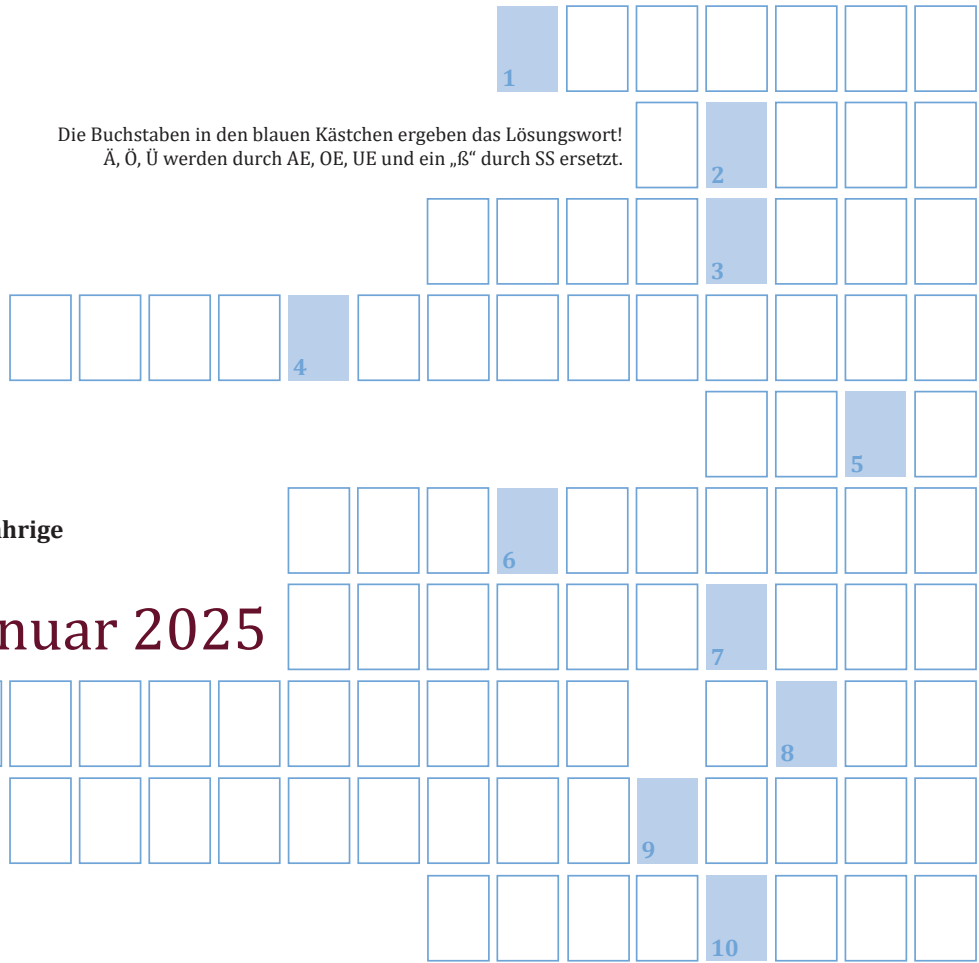 1
Die Buchstaben in den blauen Kästchen ergeben das Lösungswort!
Ä, Ö, Ü werden durch AE, OE, UE und ein „ß“ durch SS ersetzt.
2
3
4
5
hrige
6
nuar 2025
7
8
9
10